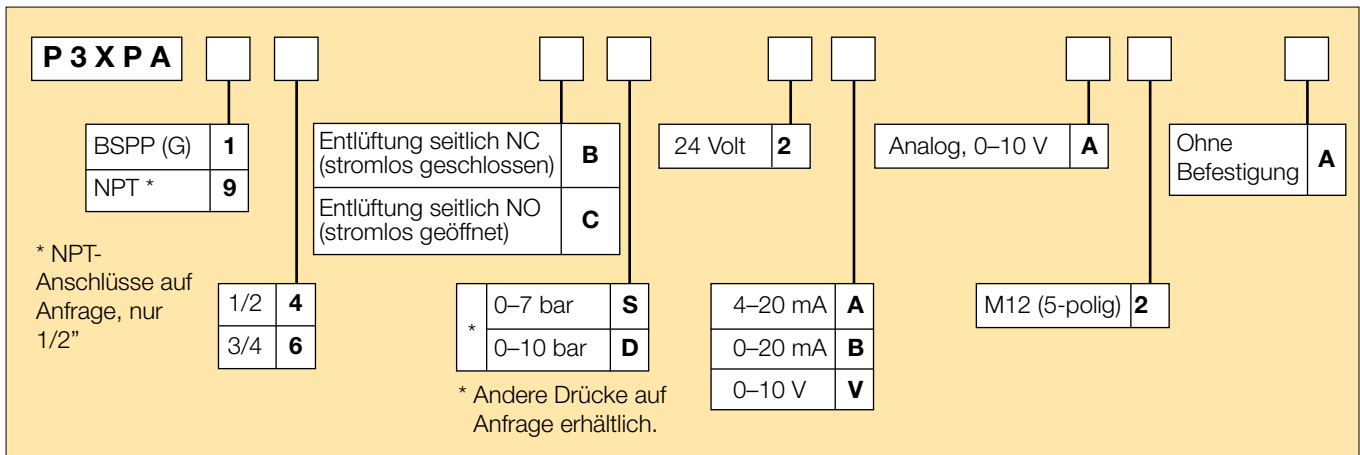 P 3 X P A
BSPP (G) 1
NPT * 9
* NPT-
Anschlüsse auf
Anfrage, nur
1/2”
1/2 4
3/4 6
Entlüftung seitlich NC
(stromlos geschlossen) B
Entlüftung seitlich NO
(stromlos geöffnet) C
* 0–7 bar S
0–10 bar D
* Andere Drücke auf
Anfrage erhältlich.
24 Volt 2
4–20 mA A
0–20 mA B
0–10 V V
Analog, 0–10 V A
M12 (5-polig) 2
Ohne
Befestigung A